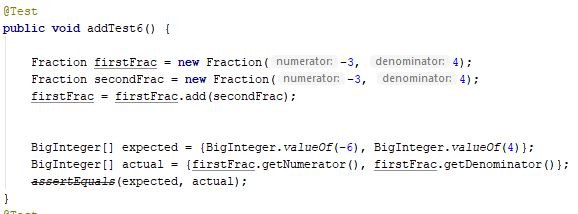 @Test
public void addTest6() {
Fraction firstFrac = new Fraction( numerator: -3, denominator: 4);
Fraction secondFrac = new Fraction( numerator: -3, denominator: 4);
firstFrac = firstFrac.add(secondFrac);
BigInteger[] expected = {BigInteger.valueOf(-6), BigInteger.valueOf(4)};
BigInteger[] actual = {firstFrac.getNumerator(), firstFrac.getDenominator()};
assertEquals(expected, actual);
}
@Test